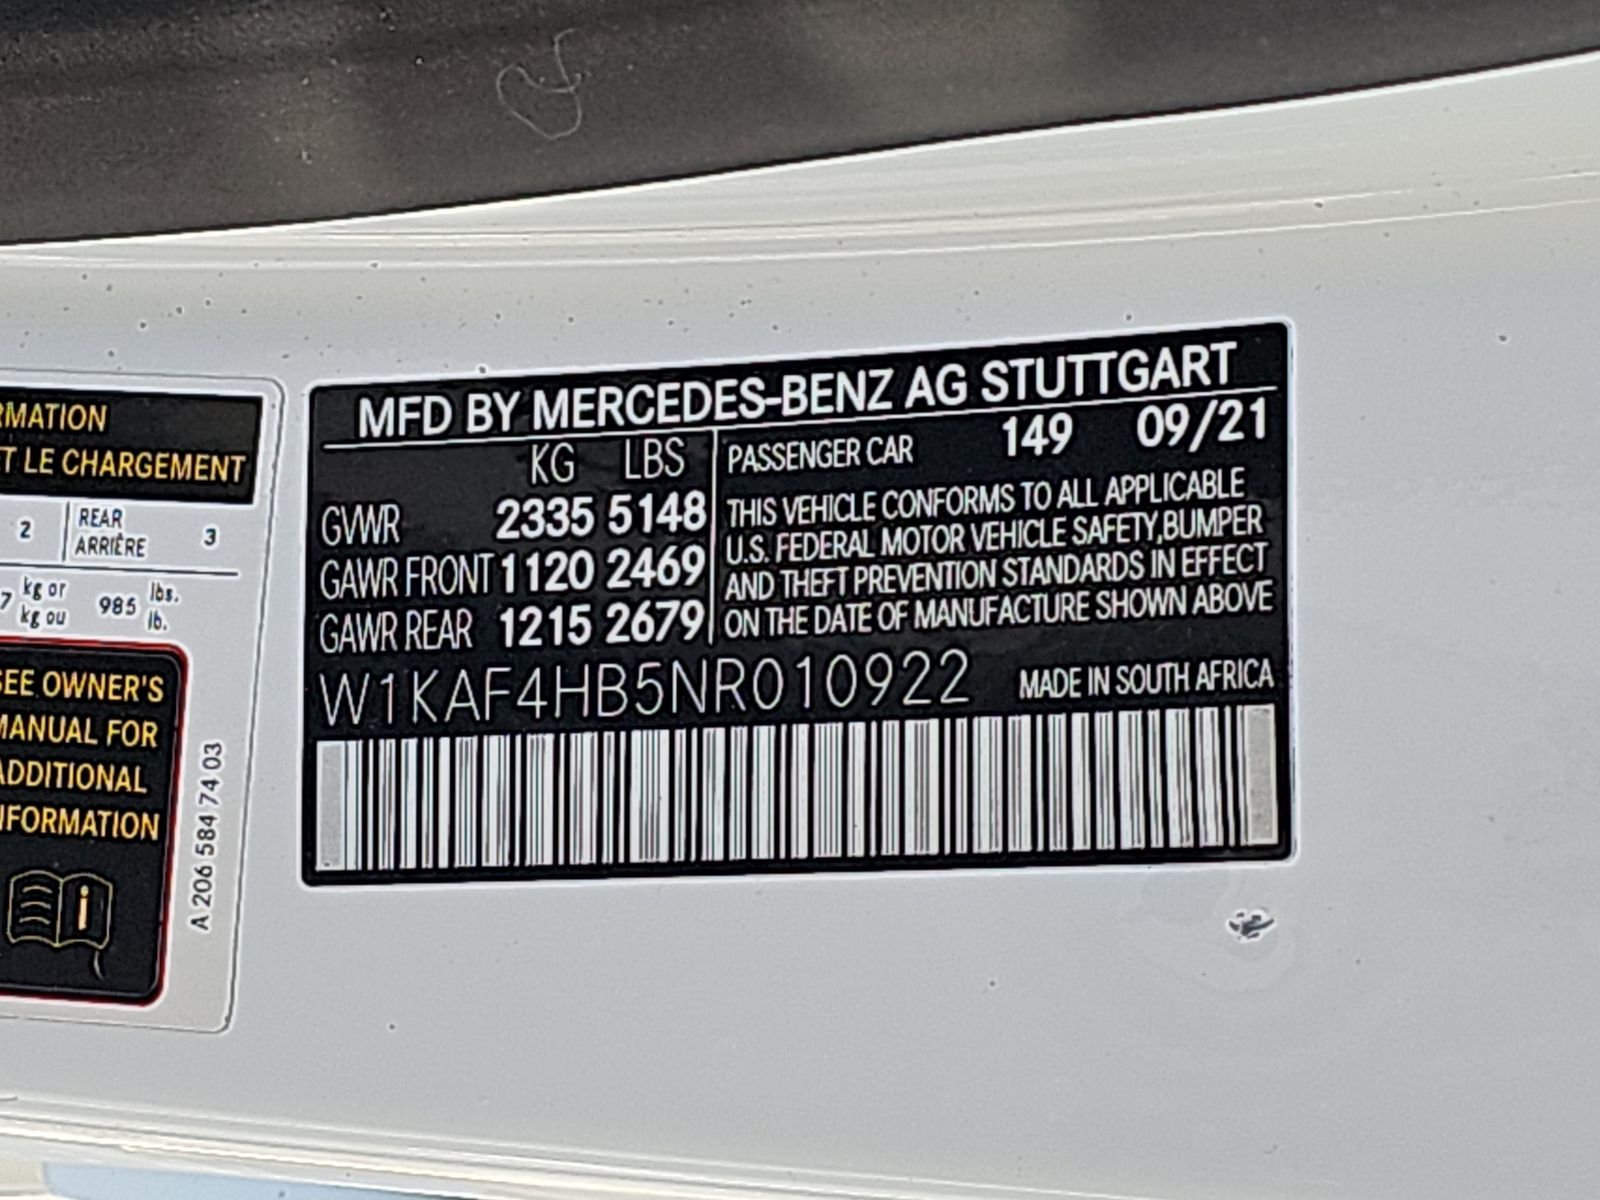 RMATION
T LE CHARGEMENT
2 REAR 3
ARRIÈRE
7 kg or 985 lbs.
kg ou lb.
SEE OWNER'S
MANUAL FOR
ADDITIONAL
INFORMATION
i
A 206 584 74 03
MFD BY MERCEDES-BENZ AG STUTTGART
KG LBS
GVWR 2335 5148
GAWR FRONT 1120 2469
GAWR REAR 1215 2679
PASSENGER CAR 149 09/21
THIS VEHICLE CONFORMS TO ALL APPLICABLE
U.S. FEDERAL MOTOR VEHICLE SAFETY,BUMPER
AND THEFT PREVENTION STANDARDS IN EFFECT
ON THE DATE OF MANUFACTURE SHOWN ABOVE
W1KAF4HB5NR010922 MADE IN SOUTH AFRICA